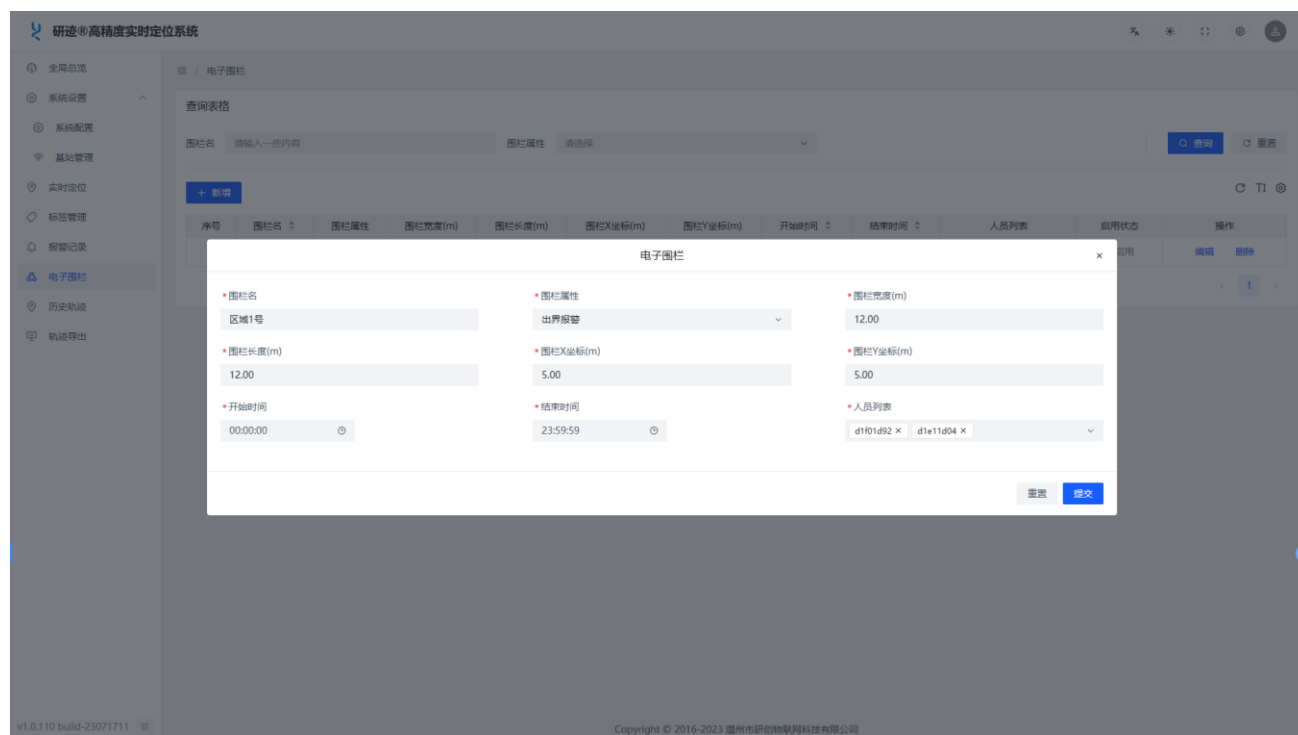 研迹®高精度实时定位系统
全局总览
系统设置
系统配置
基站管理
实时定位
标签管理
报警记录
电子围栏
历史轨迹
轨迹导出
v1.0.110 build-23071711
/ 电子围栏
查询表格
围栏名 请输入一些内容 围栏属性 请选择 查询 重置
+ 新增
序号 围栏名 围栏属性 围栏宽度(m) 围栏长度(m) 围栏X坐标(m) 围栏Y坐标(m) 开始时间 结束时间 人员列表 启用状态 操作
启用 编辑 删除
1
电子围栏 ×
*围栏名 *围栏属性 *围栏宽度(m)
区域1号 出界报警 12.00
*围栏长度(m) *围栏X坐标(m) *围栏Y坐标(m)
12.00 5.00 5.00
*开始时间 *结束时间 *人员列表
00:00:00 23:59:59 d1f01d92 × d1e11d04 ×
重置 提交
Copyright © 2016-2023 温州市研创物联网科技有限公司